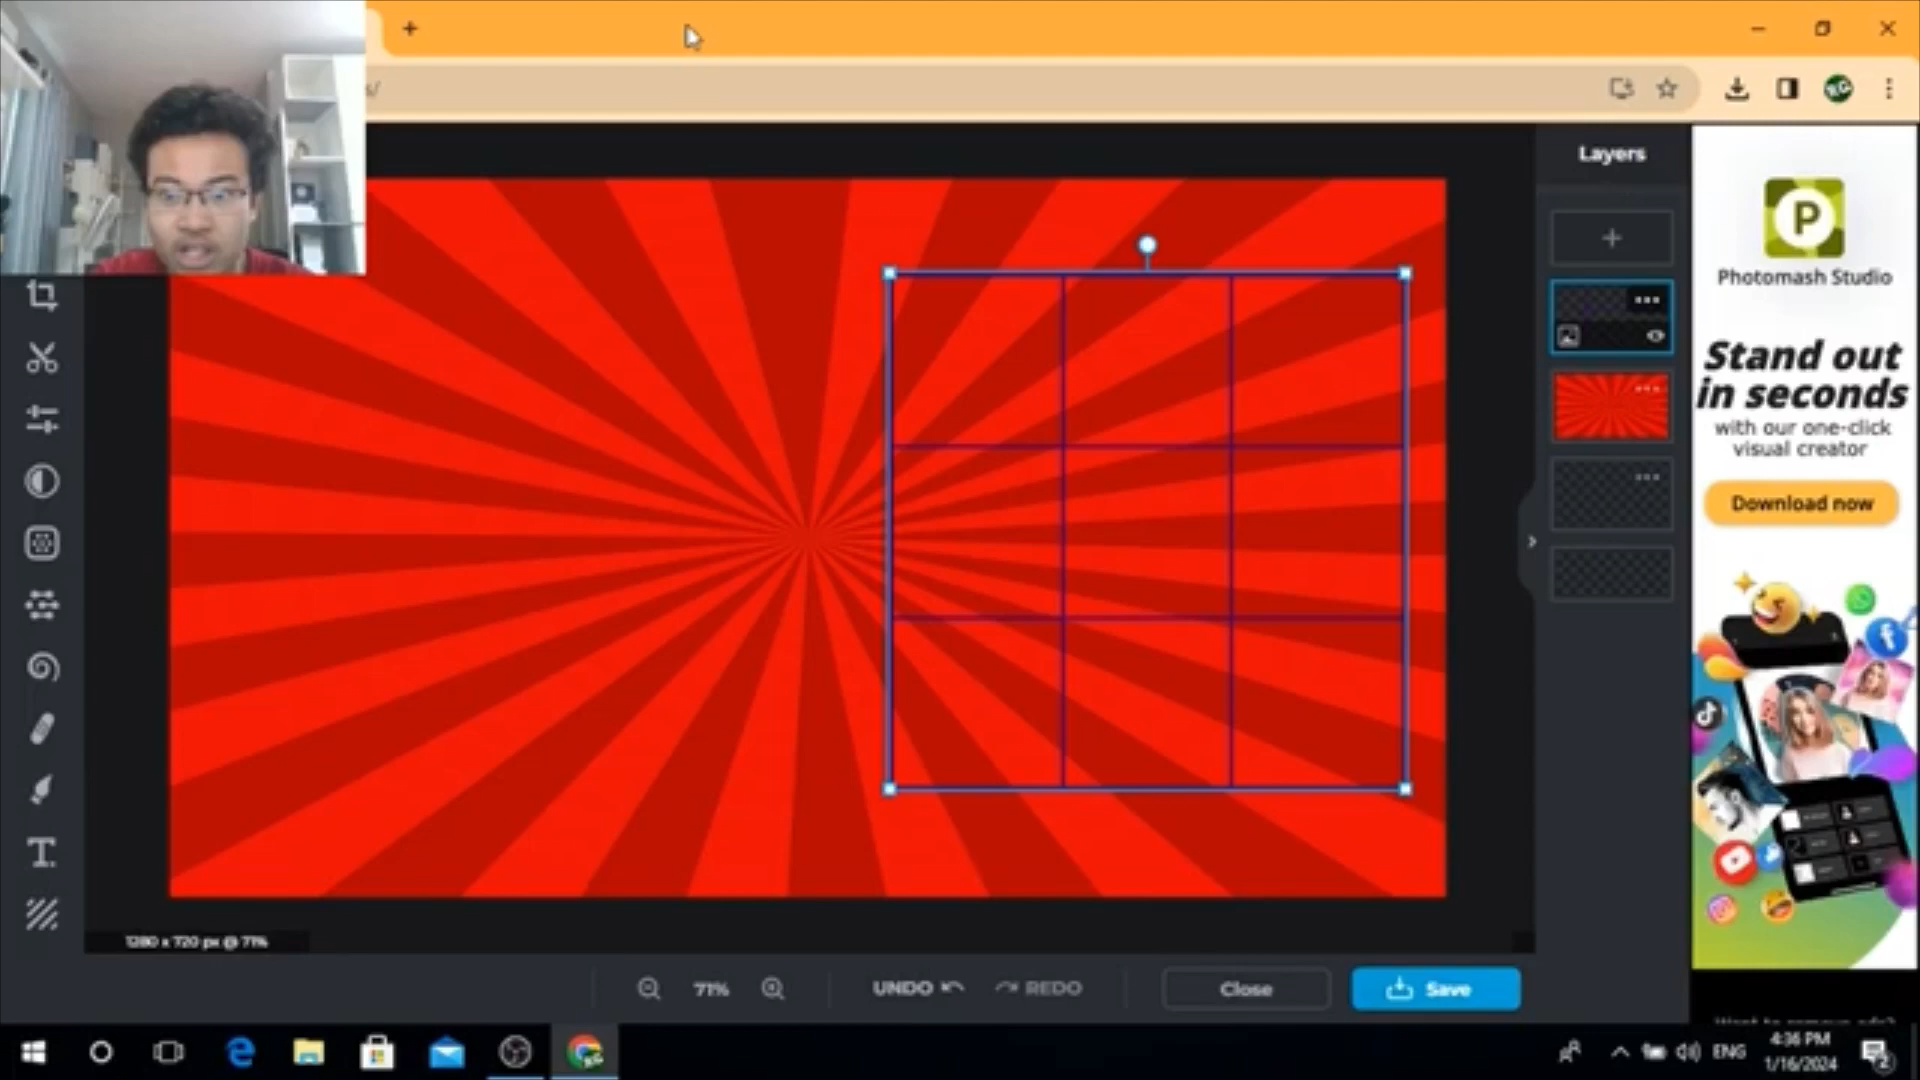 s/
Layers
P
Photomash Studio
Stand out
in seconds
with our one-click
visual creator
Download now
1280 x 720 px @ 71%
71%
UNDO
REDO
Close
Save
ENG
4:36 PM
1/16/2024
2